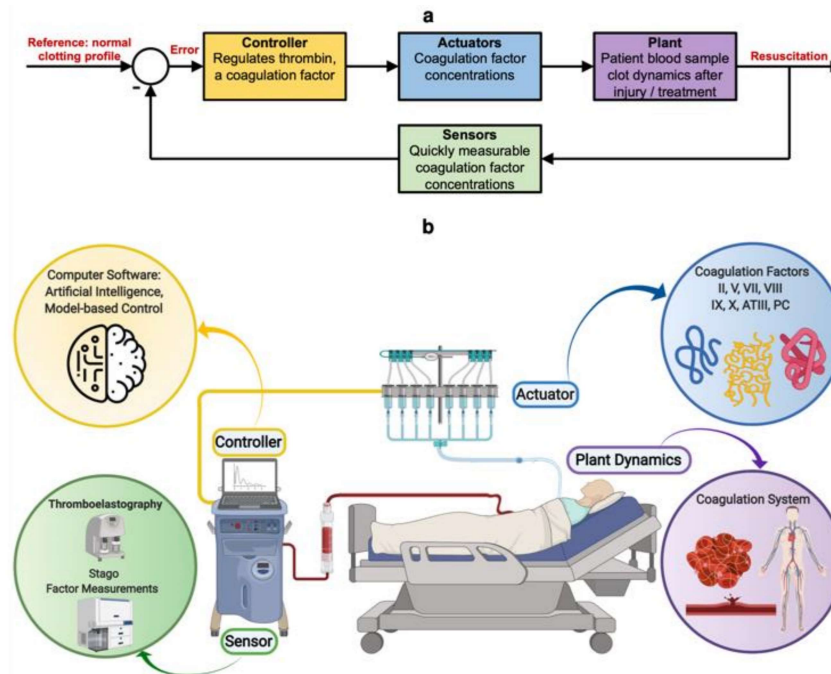 a
Reference: normal
clotting profile
Error
-
Controller
Regulates thrombin,
a coagulation factor
Actuators
Coagulation factor
concentrations
Plant
Patient blood sample
clot dynamics after
injury / treatment
Resuscitation
Sensors
Quickly measurable
coagulation factor
concentrations
b
Computer Software:
Artificial Intelligence,
Model-based Control
Coagulation Factors
II, V, VII, VIII
IX, X, ATIII, PC
Actuator
Controller
Plant Dynamics
Thromboelastography
Stago
Factor Measurements
Coagulation System
Sensor